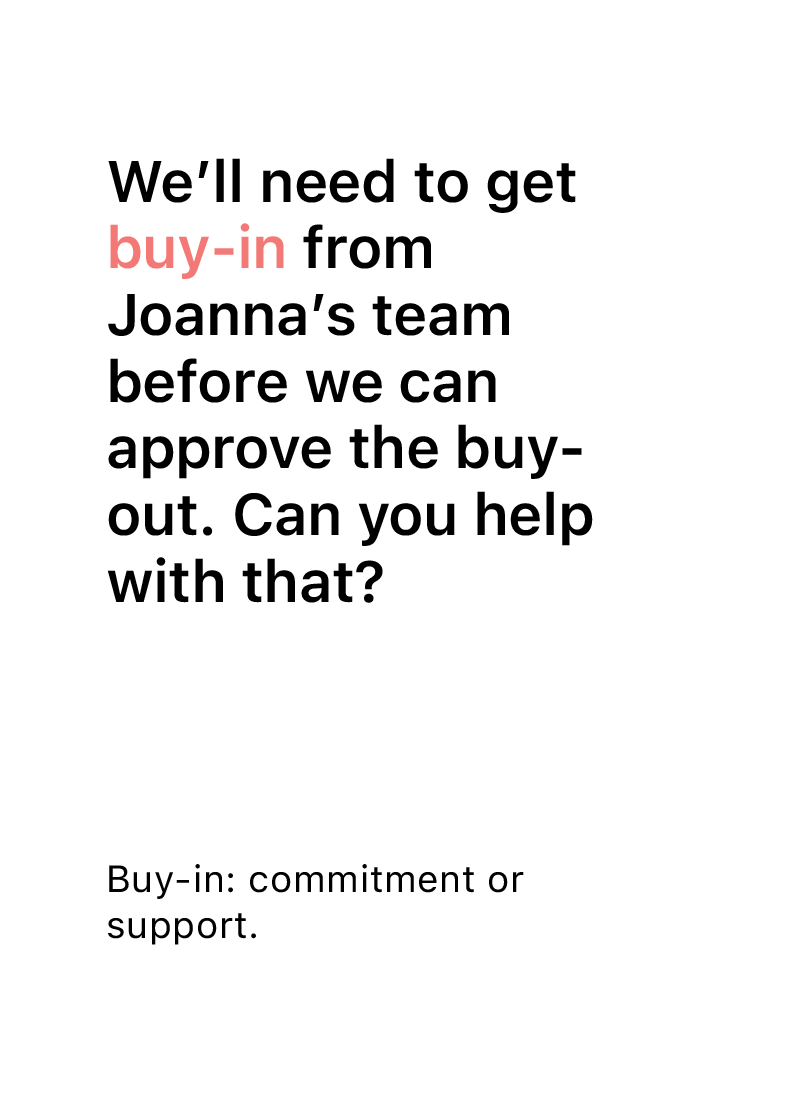 We’ll need to get
buy-in from
Joanna’s team
before we can
approve the buy-
out. Can you help
with that?
Buy-in: commitment or
support.